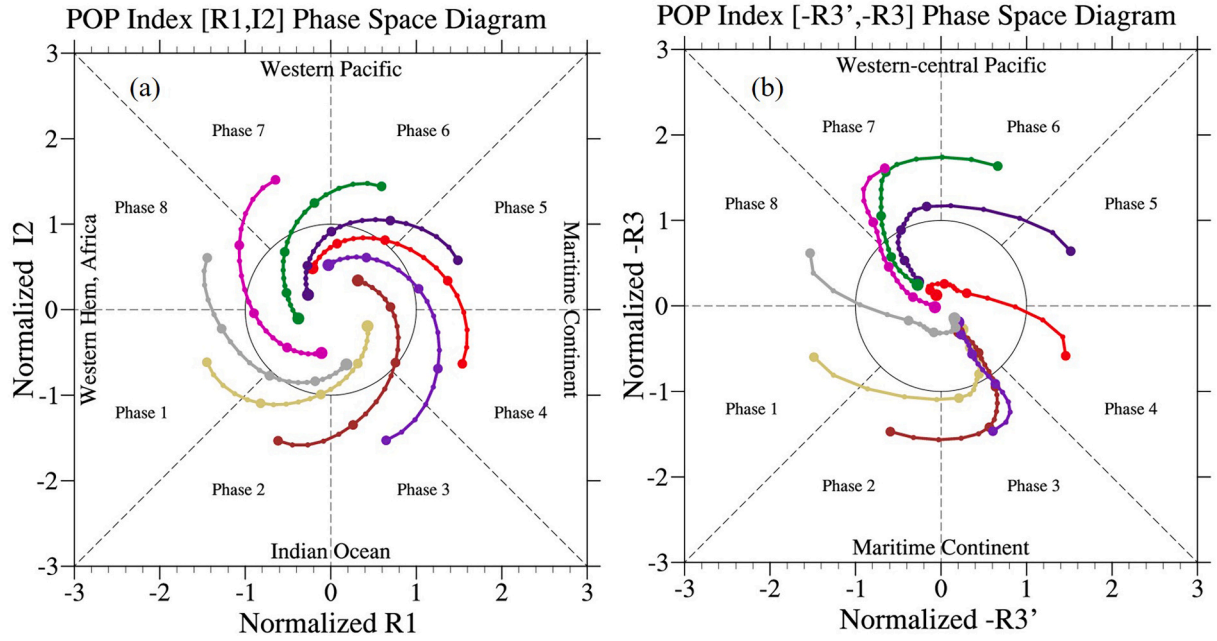 POP Index [R1,I2] Phase Space Diagram
3
2
1
0
-1
-2
-3
-3
-2
-1
0
1
2
3
Normalized I2
Normalized R1
(a)
Western Pacific
Phase 7
Phase 6
Phase 8
Phase 5
Western Hem, Africa
Maritime Continent
Phase 1
Phase 4
Phase 2
Phase 3
Indian Ocean
POP Index [-R3’,-R3] Phase Space Diagram
3
2
1
0
-1
-2
-3
-3
-2
-1
0
1
2
3
Normalized -R3
Normalized -R3’
(b)
Western-central Pacific
Phase 7
Phase 6
Phase 8
Phase 5
Phase 1
Phase 4
Phase 2
Phase 3
Maritime Continent